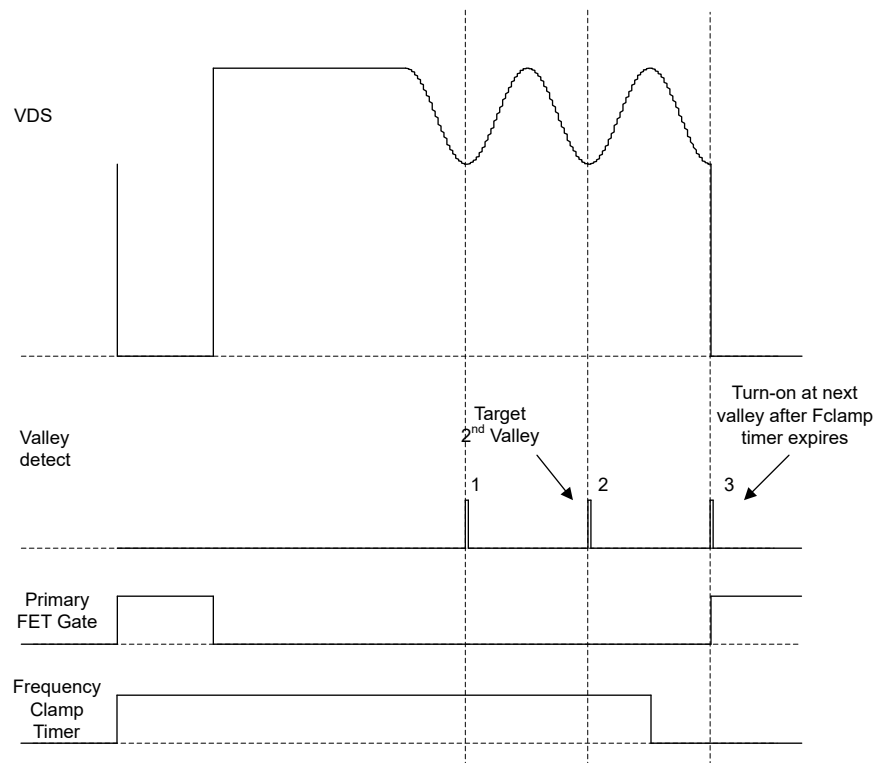 VDS
Valley
detect
Target
2nd Valley
Turn-on at next
valley after Fclamp
timer expires
1
2
3
Primary
FET Gate
Frequency
Clamp
Timer